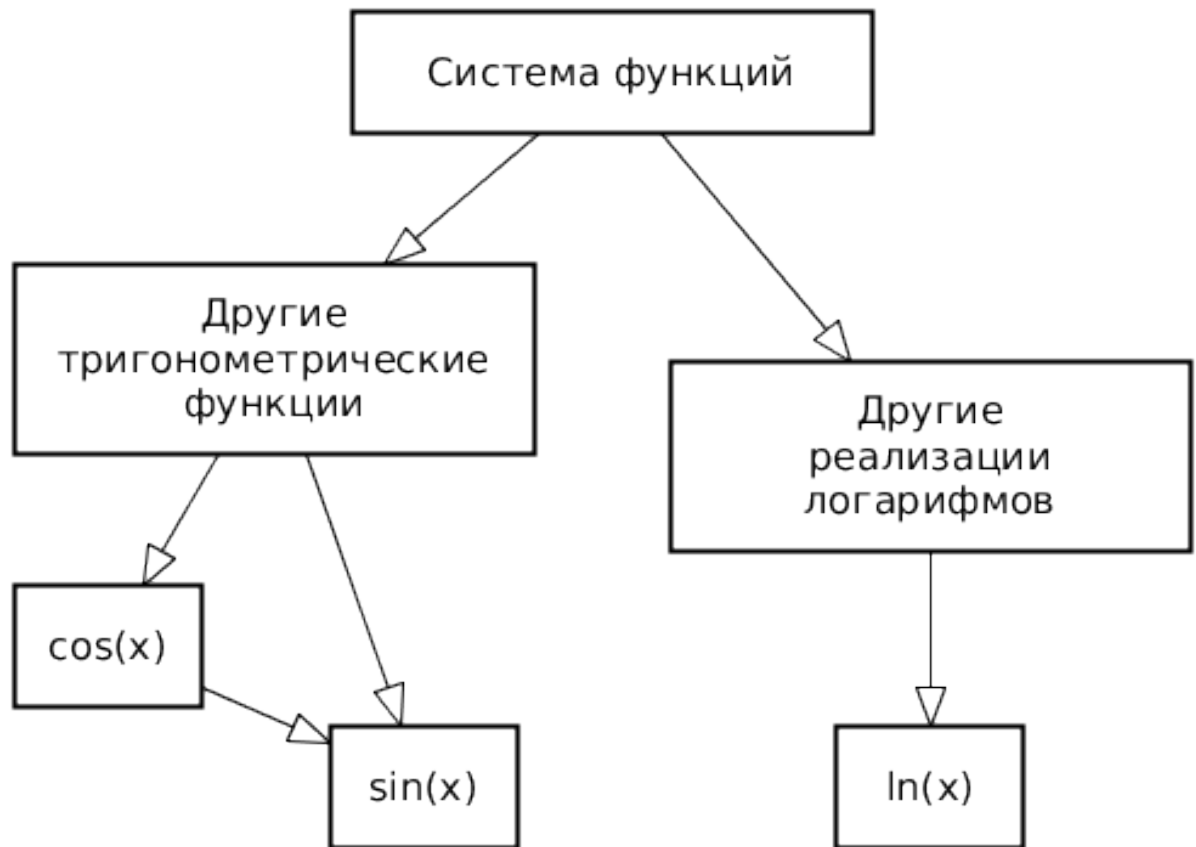 Система функций
Другие
тригонометрические
функции
Другие
реализации
логарифмов
cos(x)
sin(x)
ln(x)